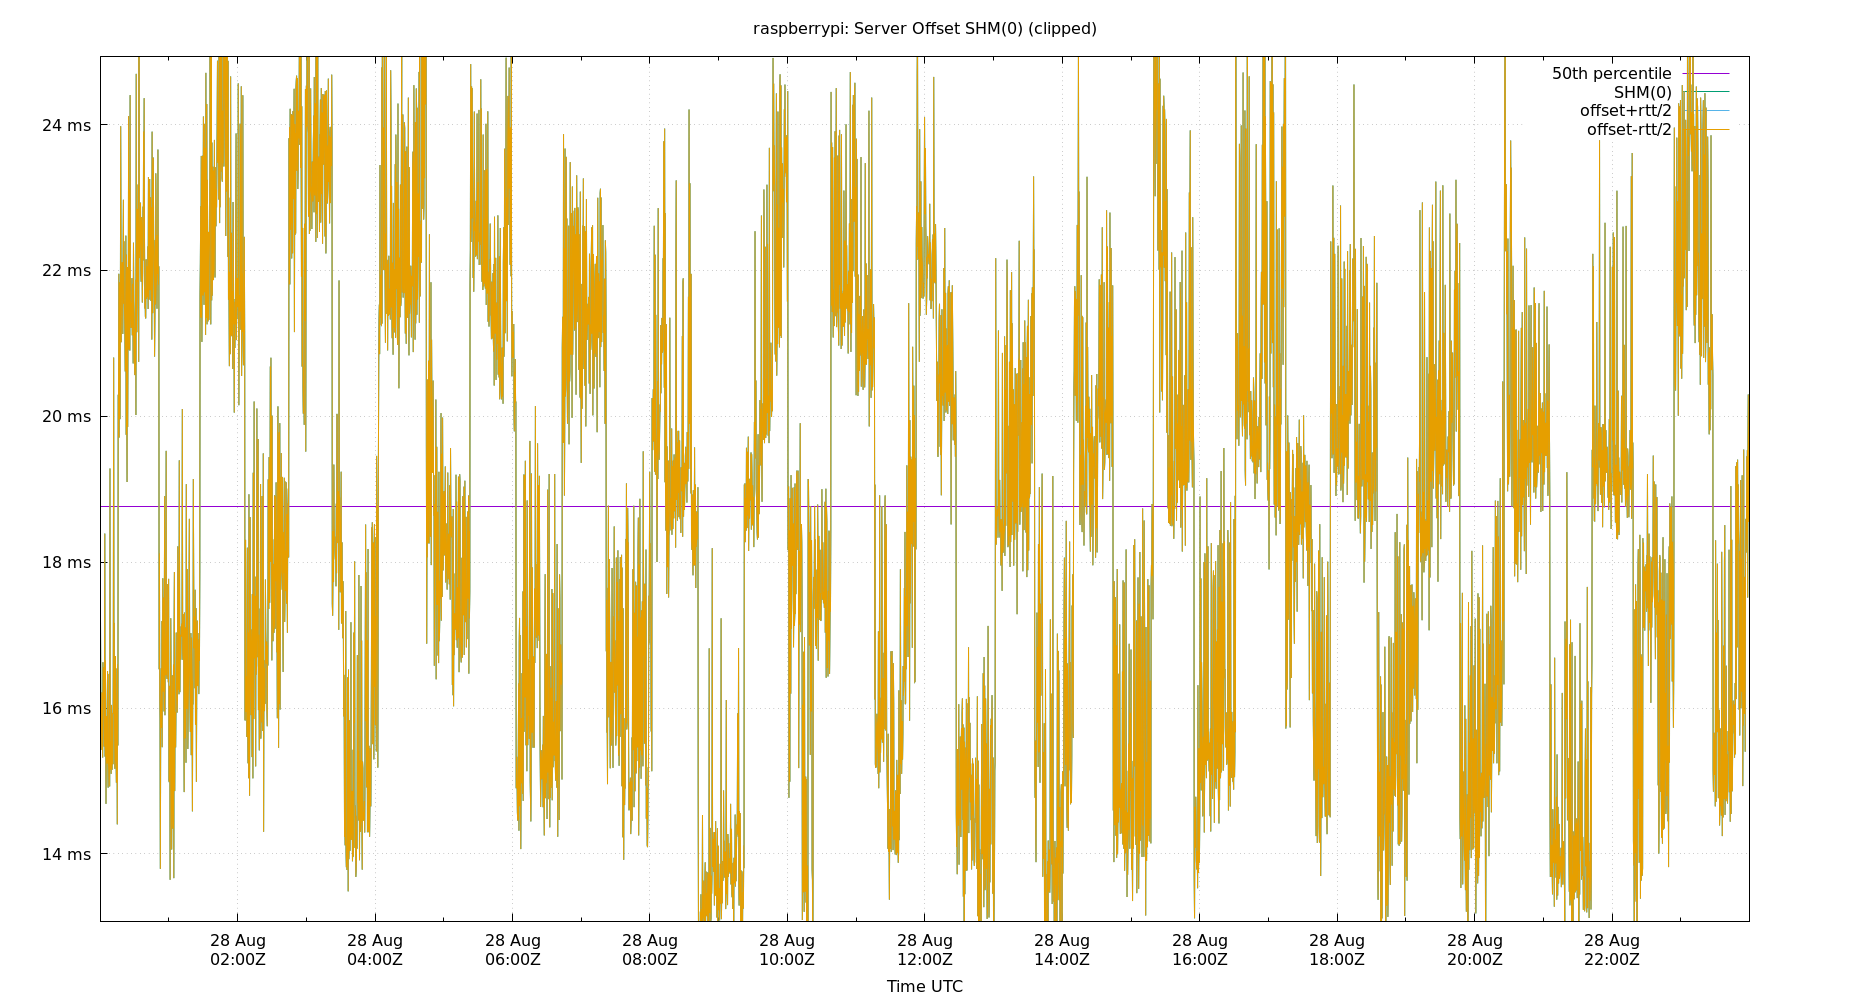 raspberrypi: Server Offset SHM(0) (clipped)
50th percentile
SHM(0)
offset+rtt/2
offset-rtt/2
24 ms
22 ms
20 ms
18 ms
16 ms
14 ms
28 Aug 28 Aug 28 Aug 28 Aug 28 Aug 28 Aug 28 Aug 28 Aug 28 Aug 28 Aug 28 Aug
02:00Z 04:00Z 06:00Z 08:00Z 10:00Z 12:00Z 14:00Z 16:00Z 18:00Z 20:00Z 22:00Z
Time UTC